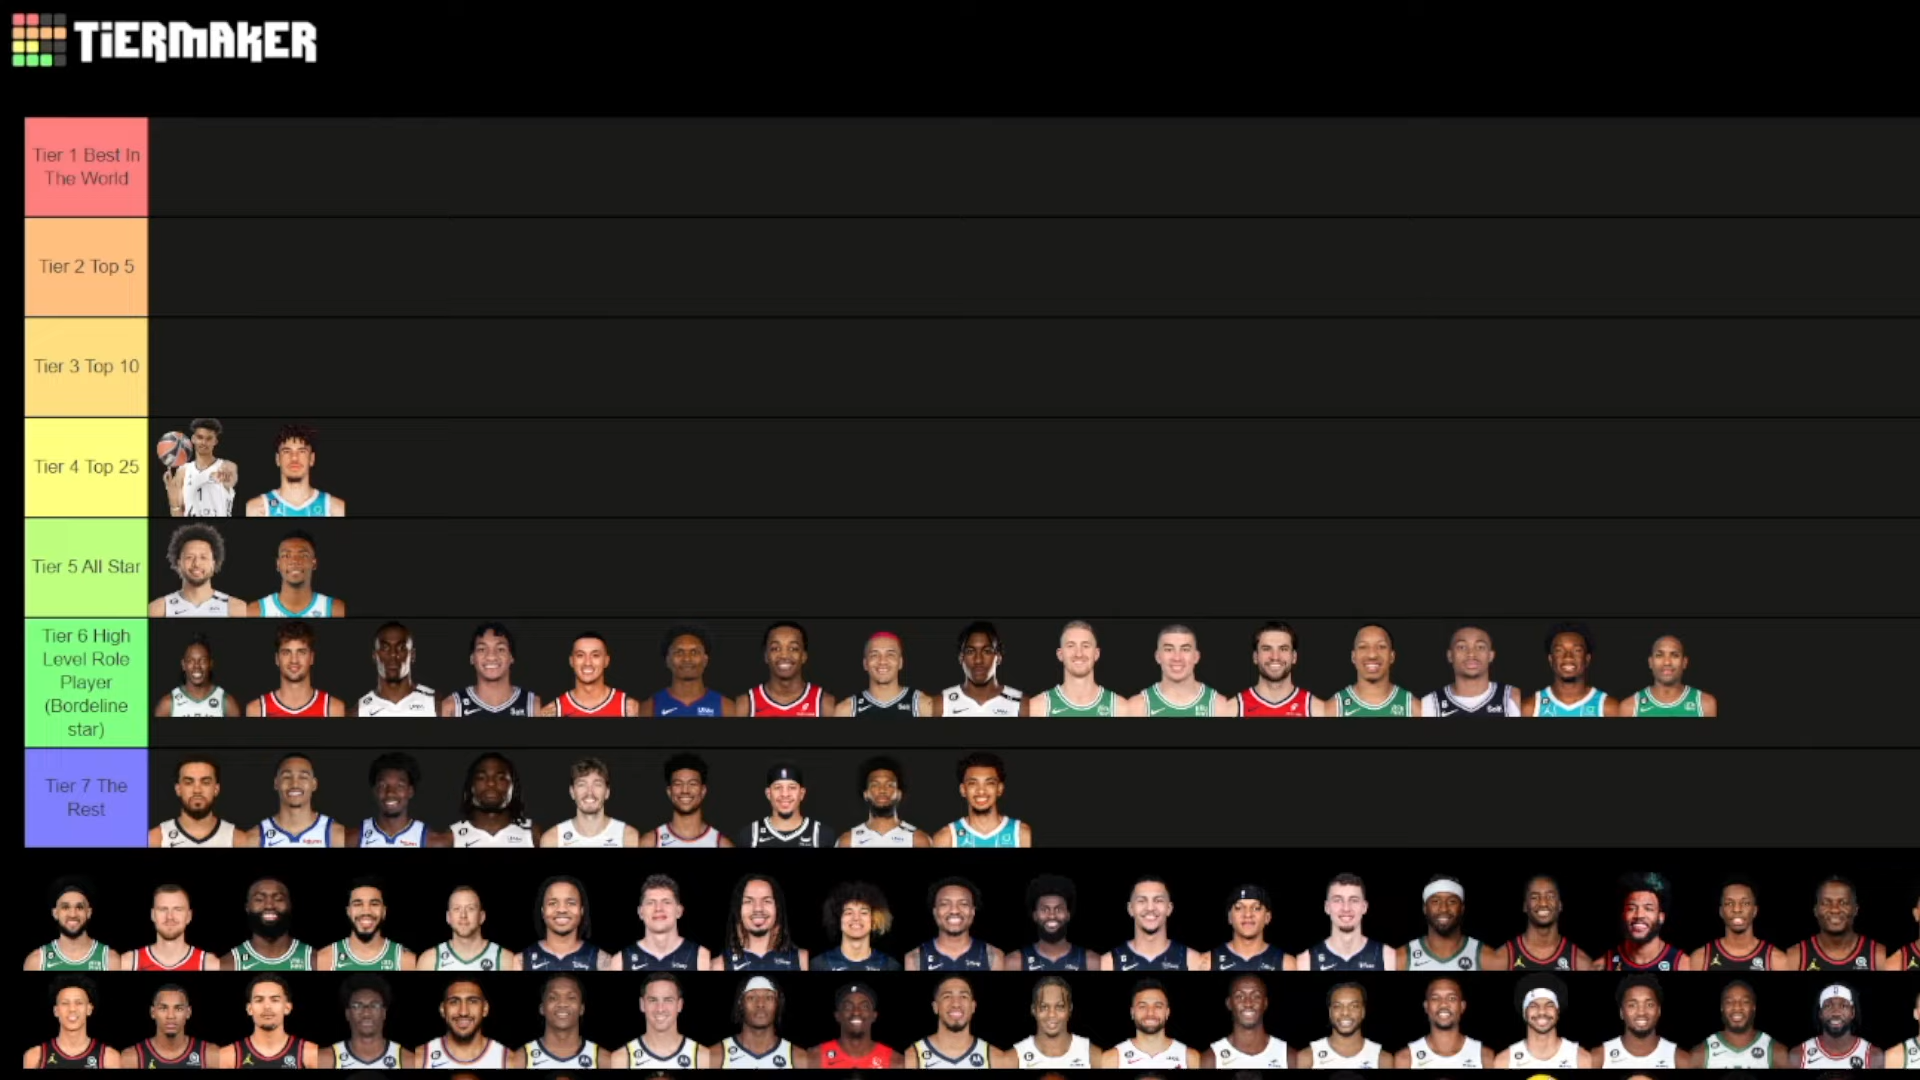 TiERMAKER
Tier 1 Best In
The World
Tier 2 Top 5
Tier 3 Top 10
Tier 4 Top 25
1
Tier 5 All Star
Tier 6 High
Level Role
Player
(Bordeline
star)
Tier 7 The
Rest